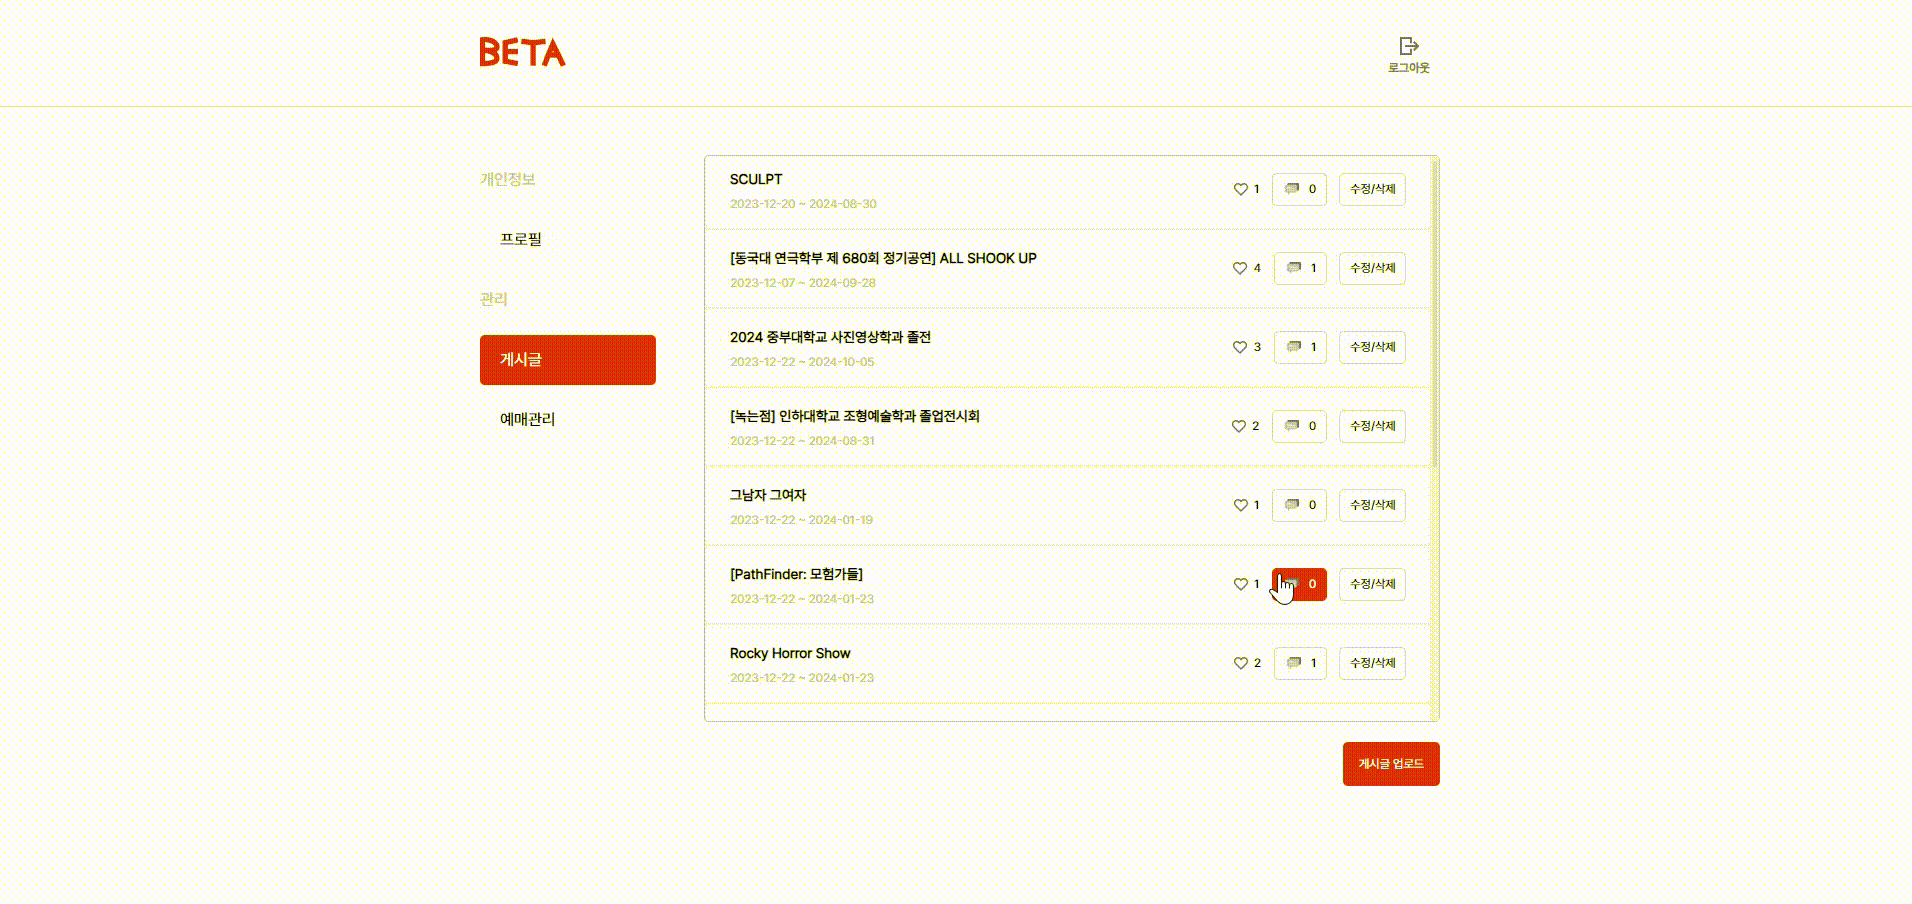 BETA
로그아웃
개인정보
프로필
관리
게시글
예매관리
SCULPT
2023-12-20 ~ 2024-08-30
1 0 수정/삭제
[동국대 연극학부 제 680회 정기공연] ALL SHOOK UP
2023-12-07 ~ 2024-09-28
4 1 수정/삭제
2024 중부대학교 사진영상학과 졸전
2023-12-22 ~ 2024-10-05
3 1 수정/삭제
[녹는점] 인하대학교 조형예술학과 졸업전시회
2023-12-22 ~ 2024-08-31
2 0 수정/삭제
그남자 그여자
2023-12-22 ~ 2024-01-19
1 0 수정/삭제
[PathFinder: 모험가들]
2023-12-22 ~ 2024-01-23
1 0 수정/삭제
Rocky Horror Show
2023-12-22 ~ 2024-01-23
2 1 수정/삭제
게시글 업로드